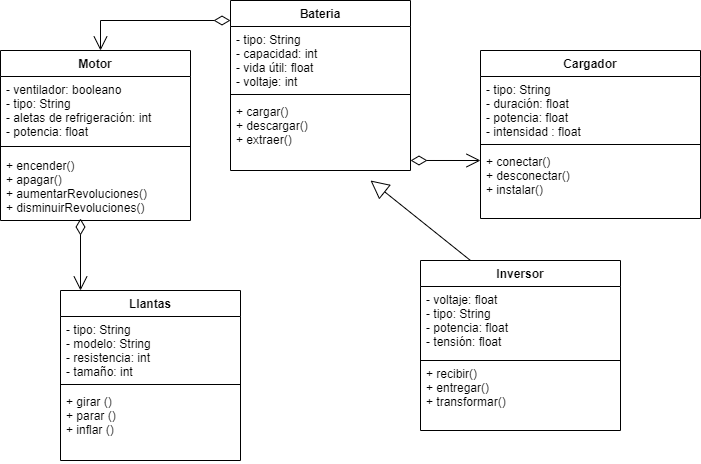 Bateria
- tipo: String
- capacidad: int
- vida útil: float
- voltaje: int
+ cargar()
+ descargar()
+ extraer()
Motor
- ventilador: booleano
- tipo: String
- aletas de refrigeración: int
- potencia: float
+ encender()
+ apagar()
+ aumentarRevoluciones()
+ disminuirRevoluciones()
Cargador
- tipo: String
- duración: float
- potencia: float
- intensidad : float
+ conectar()
+ desconectar()
+ instalar()
Llantas
- tipo: String
- modelo: String
- resistencia: int
- tamaño: int
+ girar ()
+ parar ()
+ inflar ()
Inversor
- voltaje: float
- tipo: String
- potencia: float
- tensión: float
+ recibir()
+ entregar()
+ transformar()